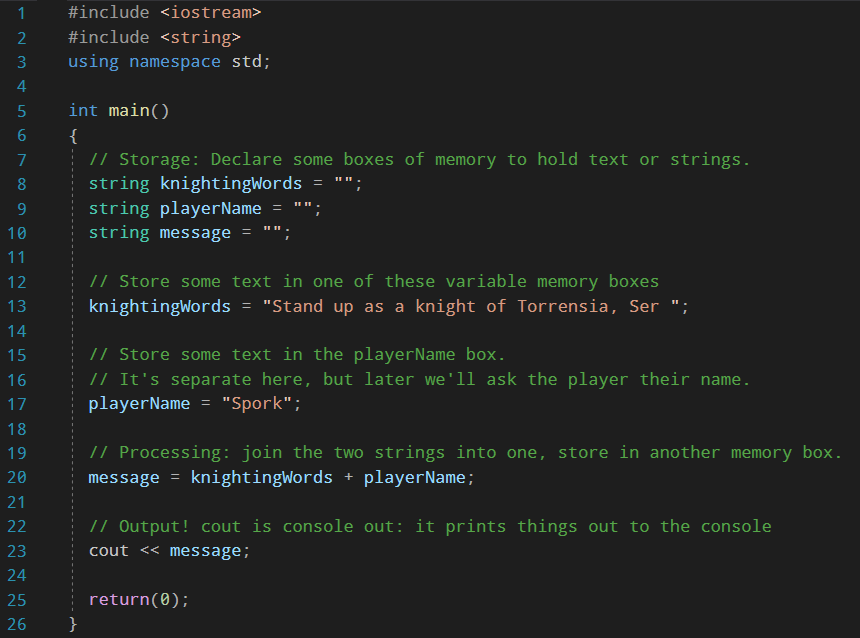 1 #include <iostream>
2 #include <string>
3 using namespace std;
4
5 int main()
6 {
7 // Storage: Declare some boxes of memory to hold text or strings.
8 string knightingWords = "";
9 string playerName = "";
10 string message = "";
11
12 // Store some text in one of these variable memory boxes
13 knightingWords = "Stand up as a knight of Torrensia, Ser ";
14
15 // Store some text in the playerName box.
16 // It's separate here, but later we'll ask the player their name.
17 playerName = "Spork";
18
19 // Processing: join the two strings into one, store in another memory box.
20 message = knightingWords + playerName;
21
22 // Output! cout is console out: it prints things out to the console
23 cout << message;
24
25 return(0);
26 }